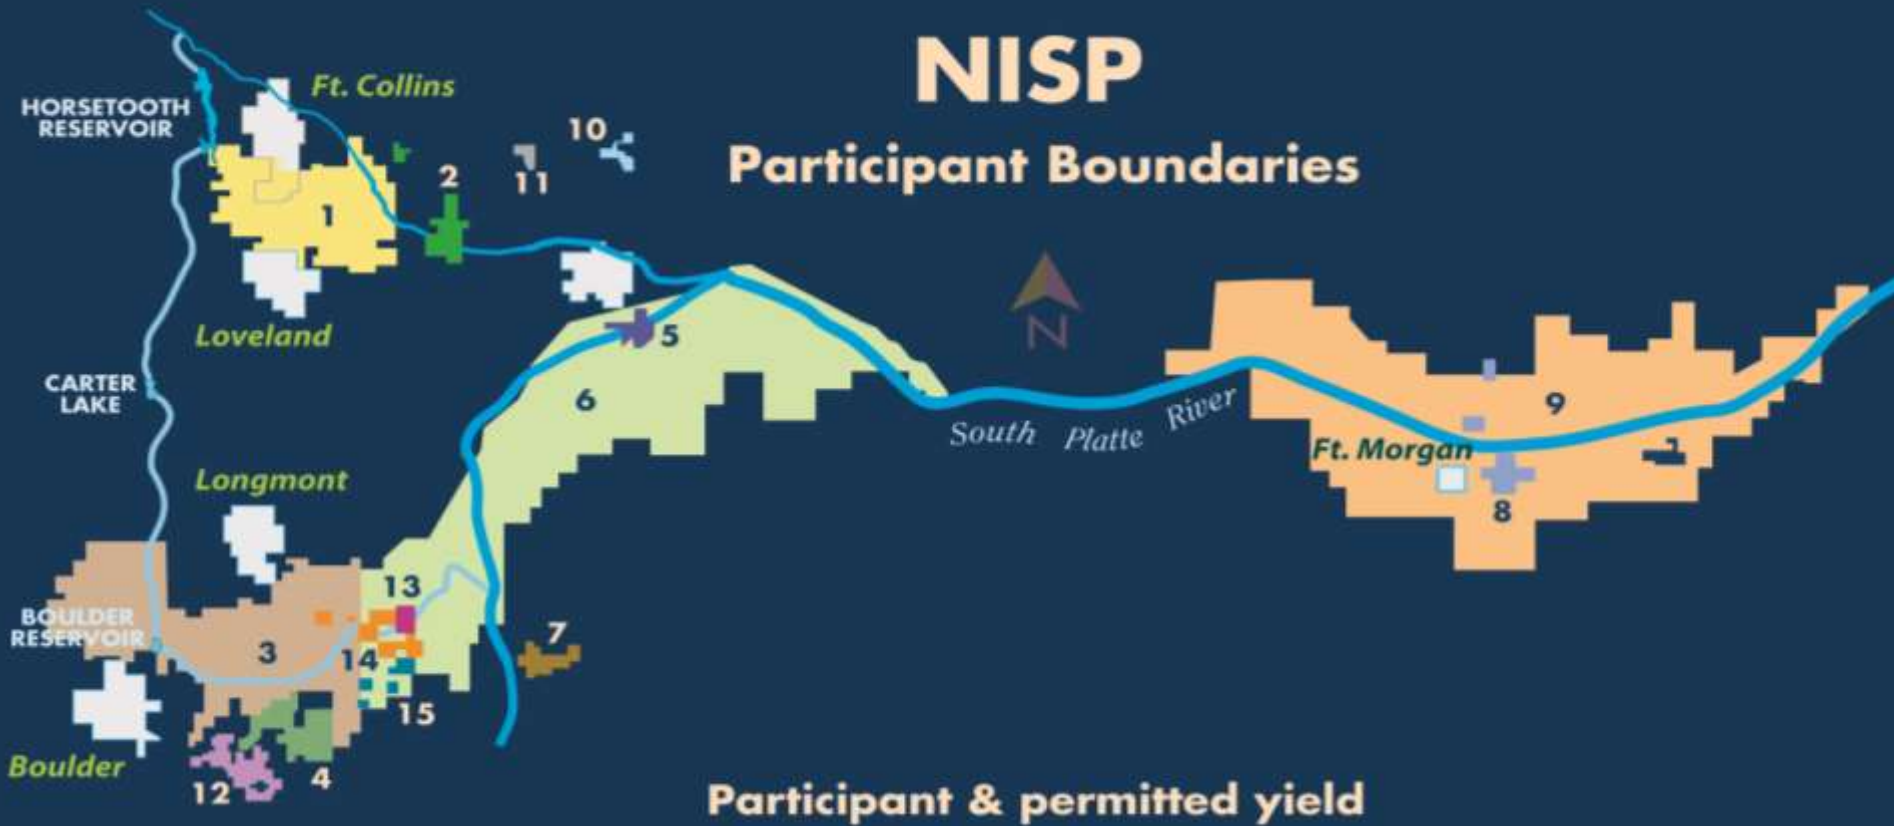 NISP
Participant Boundaries
Ft. Collins
HORSETOOTH
RESERVOIR
10
11
2
1
N
Loveland
5
CARTER
LAKE
6
9
South Platte River
Ft. Morgan
Longmont
8
13
BOULDER
RESERVOIR
7
3
14
15
Boulder
12
4
Participant & permitted yield